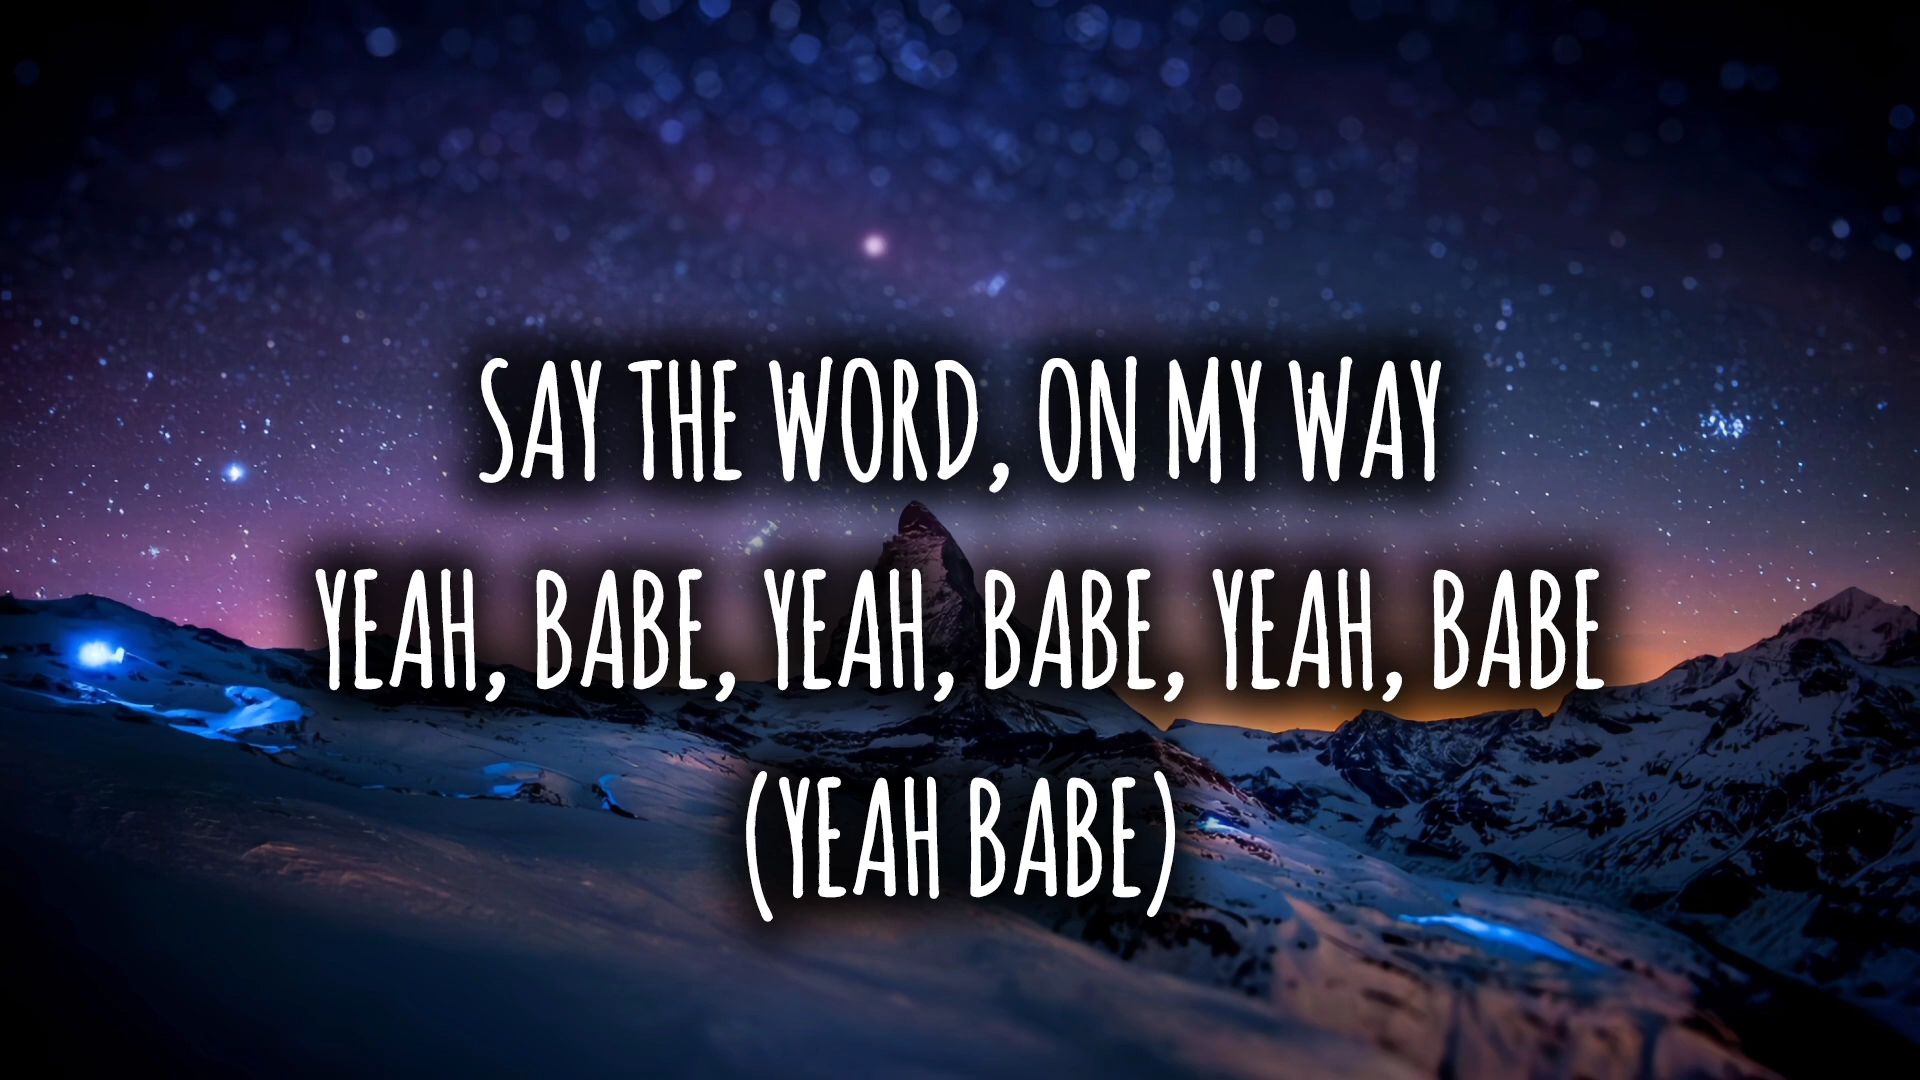 SAY THE WORD, ON MY WAY
YEAH, BABE, YEAH, BABE, YEAH, BABE
(YEAH BABE)